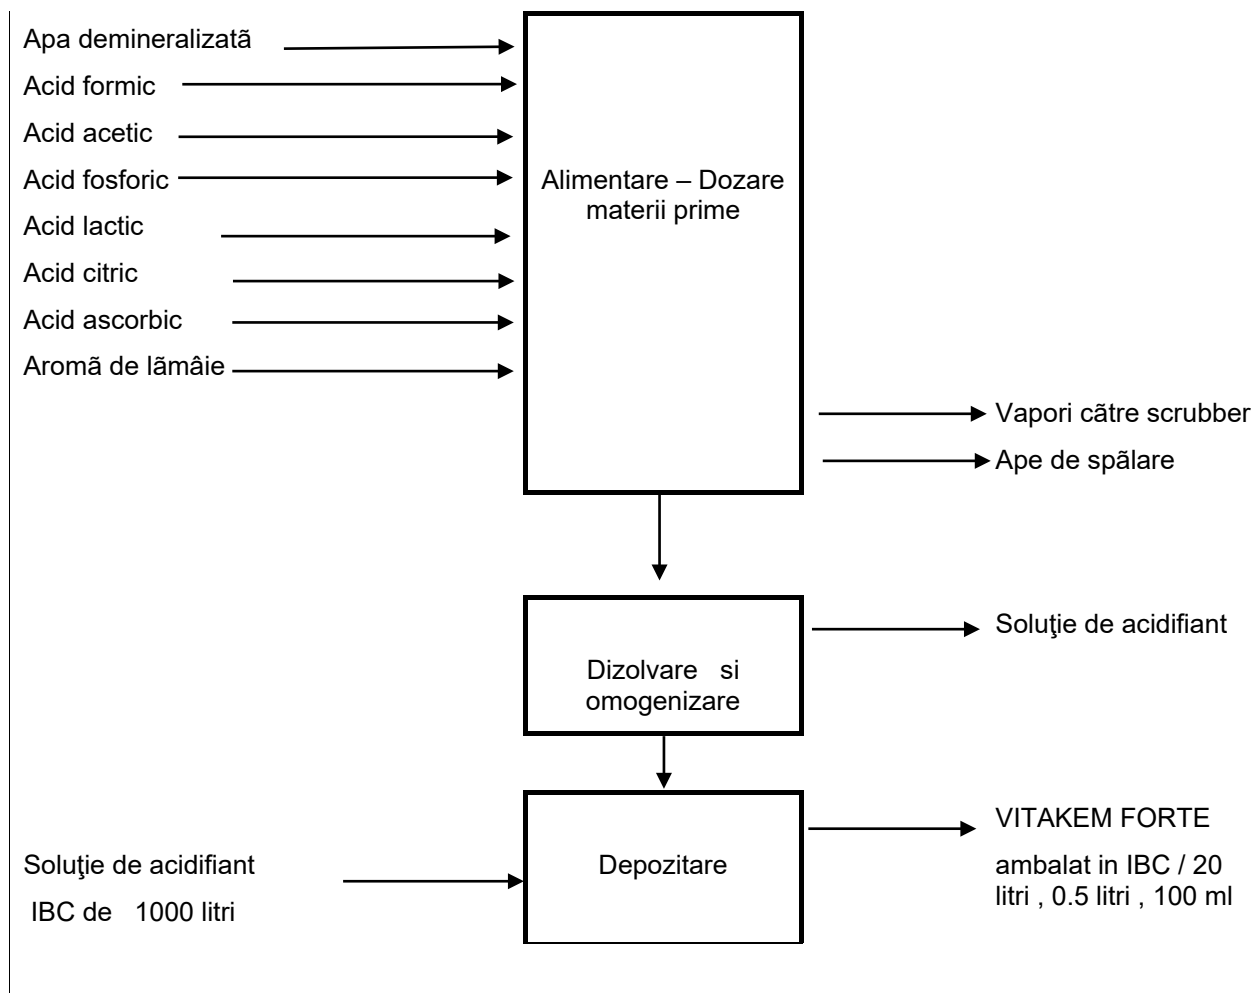 Apa demineralizatã
Acid formic
Acid acetic
Acid fosforic
Acid lactic
Acid citric
Acid ascorbic
Aromã de lãmâie
Alimentare – Dozare
materii prime
Vapori cãtre scrubber
Ape de spãlare
Dizolvare si
omogenizare
Soluţie de acidifiant
Soluţie de acidifiant
IBC de 1000 litri
Depozitare
VITAKEM FORTE
ambalat in IBC / 20
litri , 0.5 litri , 100 ml